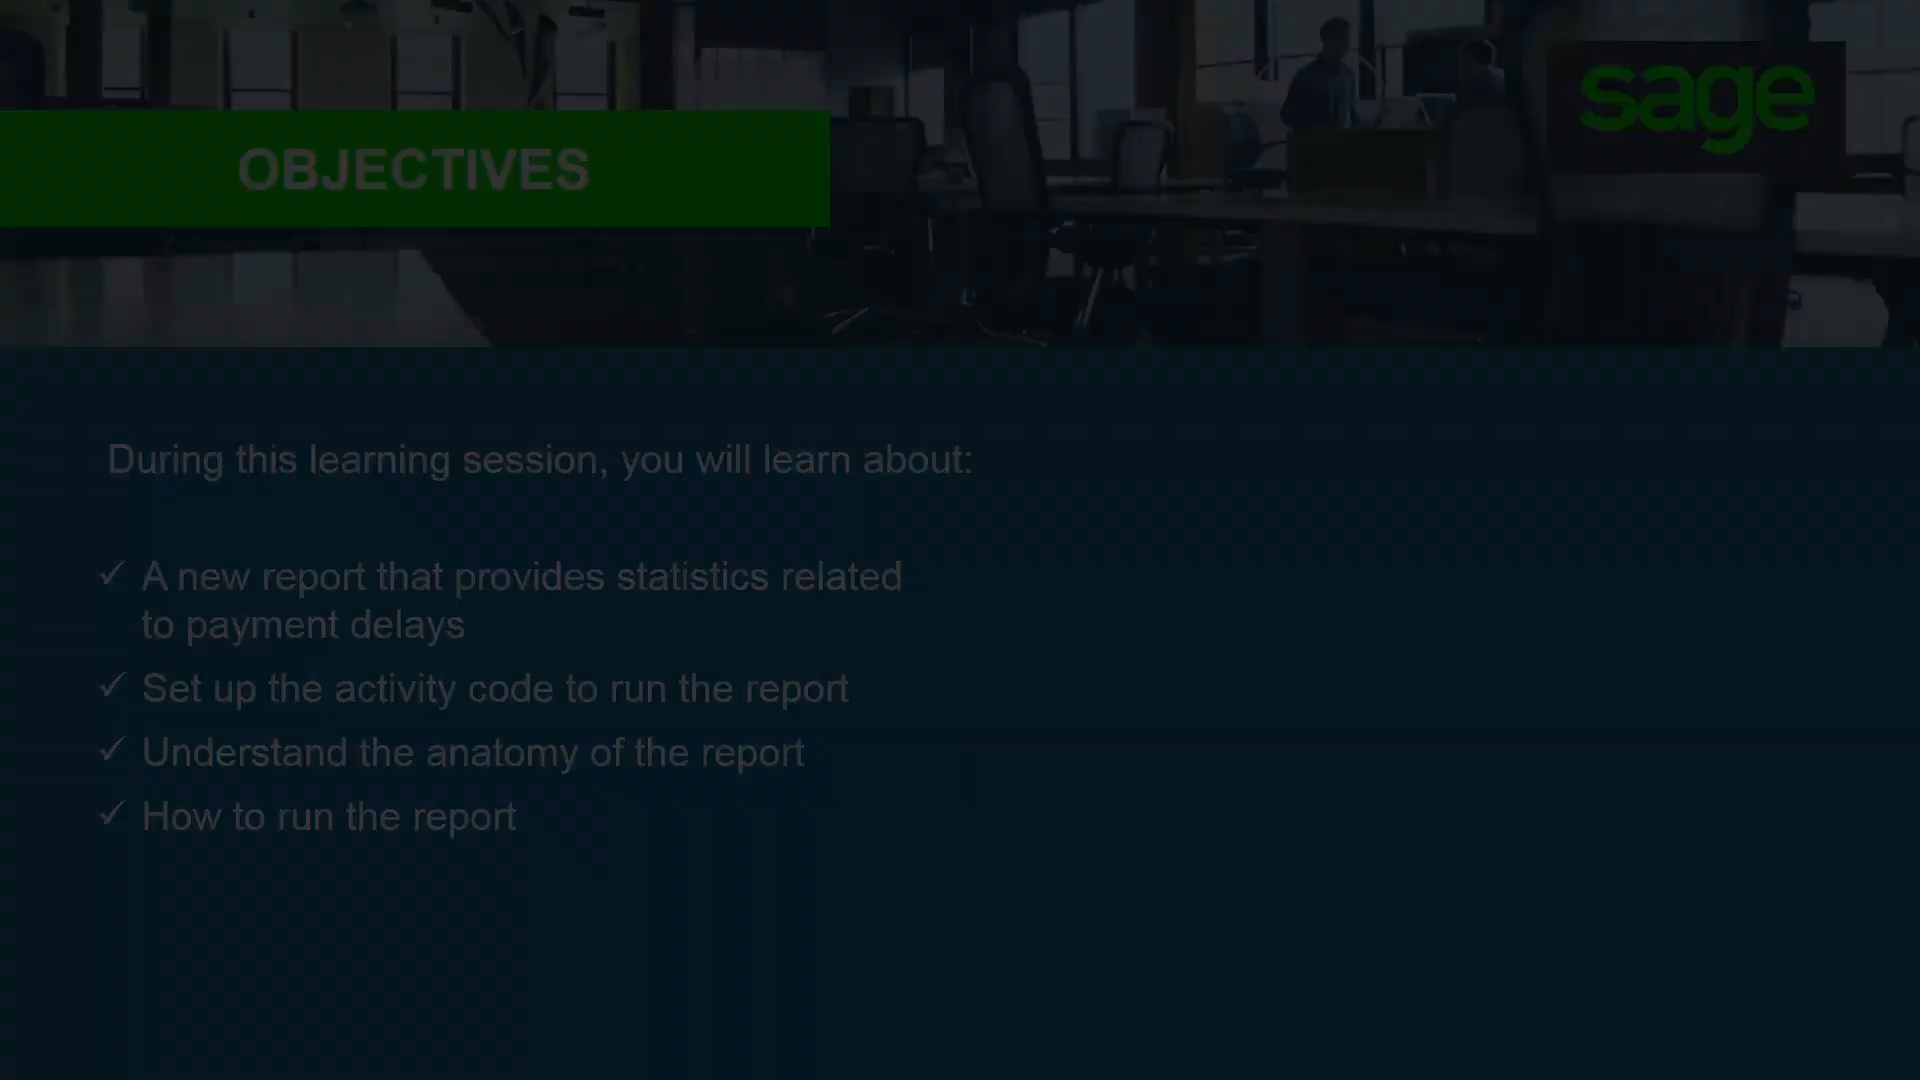 sage
OBJECTIVES
During this learning session, you will learn about:
✓ A new report that provides statistics related
to payment delays
✓ Set up the activity code to run the report
✓ Understand the anatomy of the report
✓ How to run the report